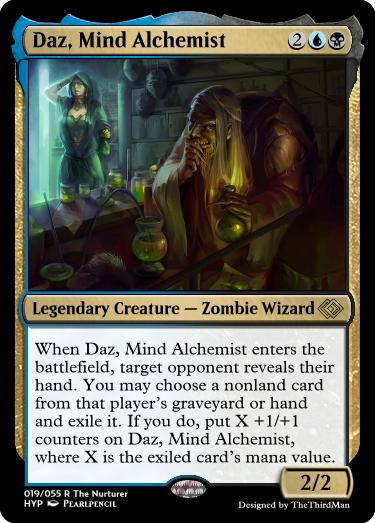 Daz, Mind Alchemist 2
Legendary Creature — Zombie Wizard
When Daz, Mind Alchemist enters the
battlefield, target opponent reveals their
hand. You may choose a nonland card
from that player's graveyard or hand
and exile it. If you do, put X +1/+1
counters on Daz, Mind Alchemist,
where X is the exiled card's mana value.
2/2
019/055 R The Nurturer
HYP PEARLPENCIL
Designed by TheThirdMan